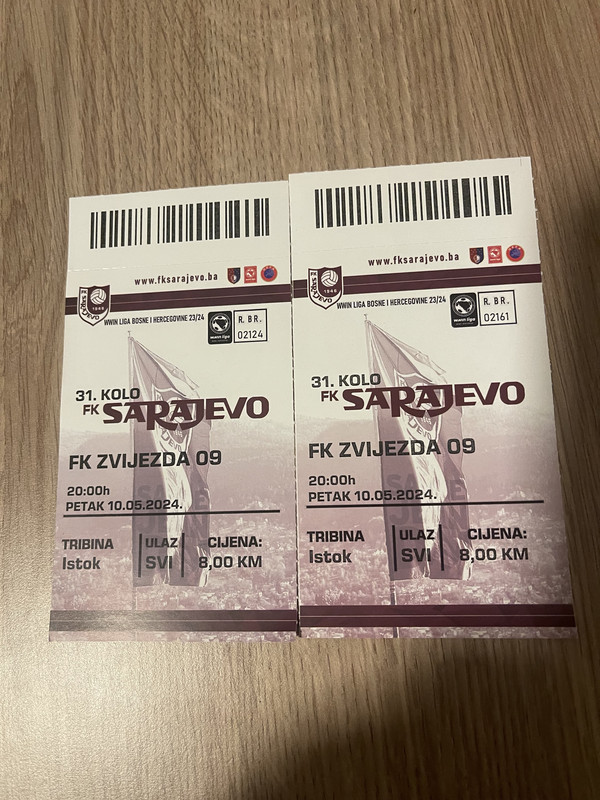 www.fksarajevo.ba
WWIN LIGA BOSNE I HERCEGOVINE 23/24
R. BR.
02124
31. KOLO
FK SARAJEVO
FK ZVIJEZDA 09
20:00h
PETAK 10.05.2024.
TRIBINA
Istok
ULAZ
SVI
CIJENA:
8,00 KM
www.fksarajevo.ba
1946
WWIN LIGA BOSNE I HERCEGOVINE 23/24
R. BR.
02161
31. KOLO
FK SARAJEVO
FK ZVIJEZDA 09
20:00h
PETAK 10.05.2024.
TRIBINA
Istok
ULAZ
SVI
CIJENA:
8,00 KM